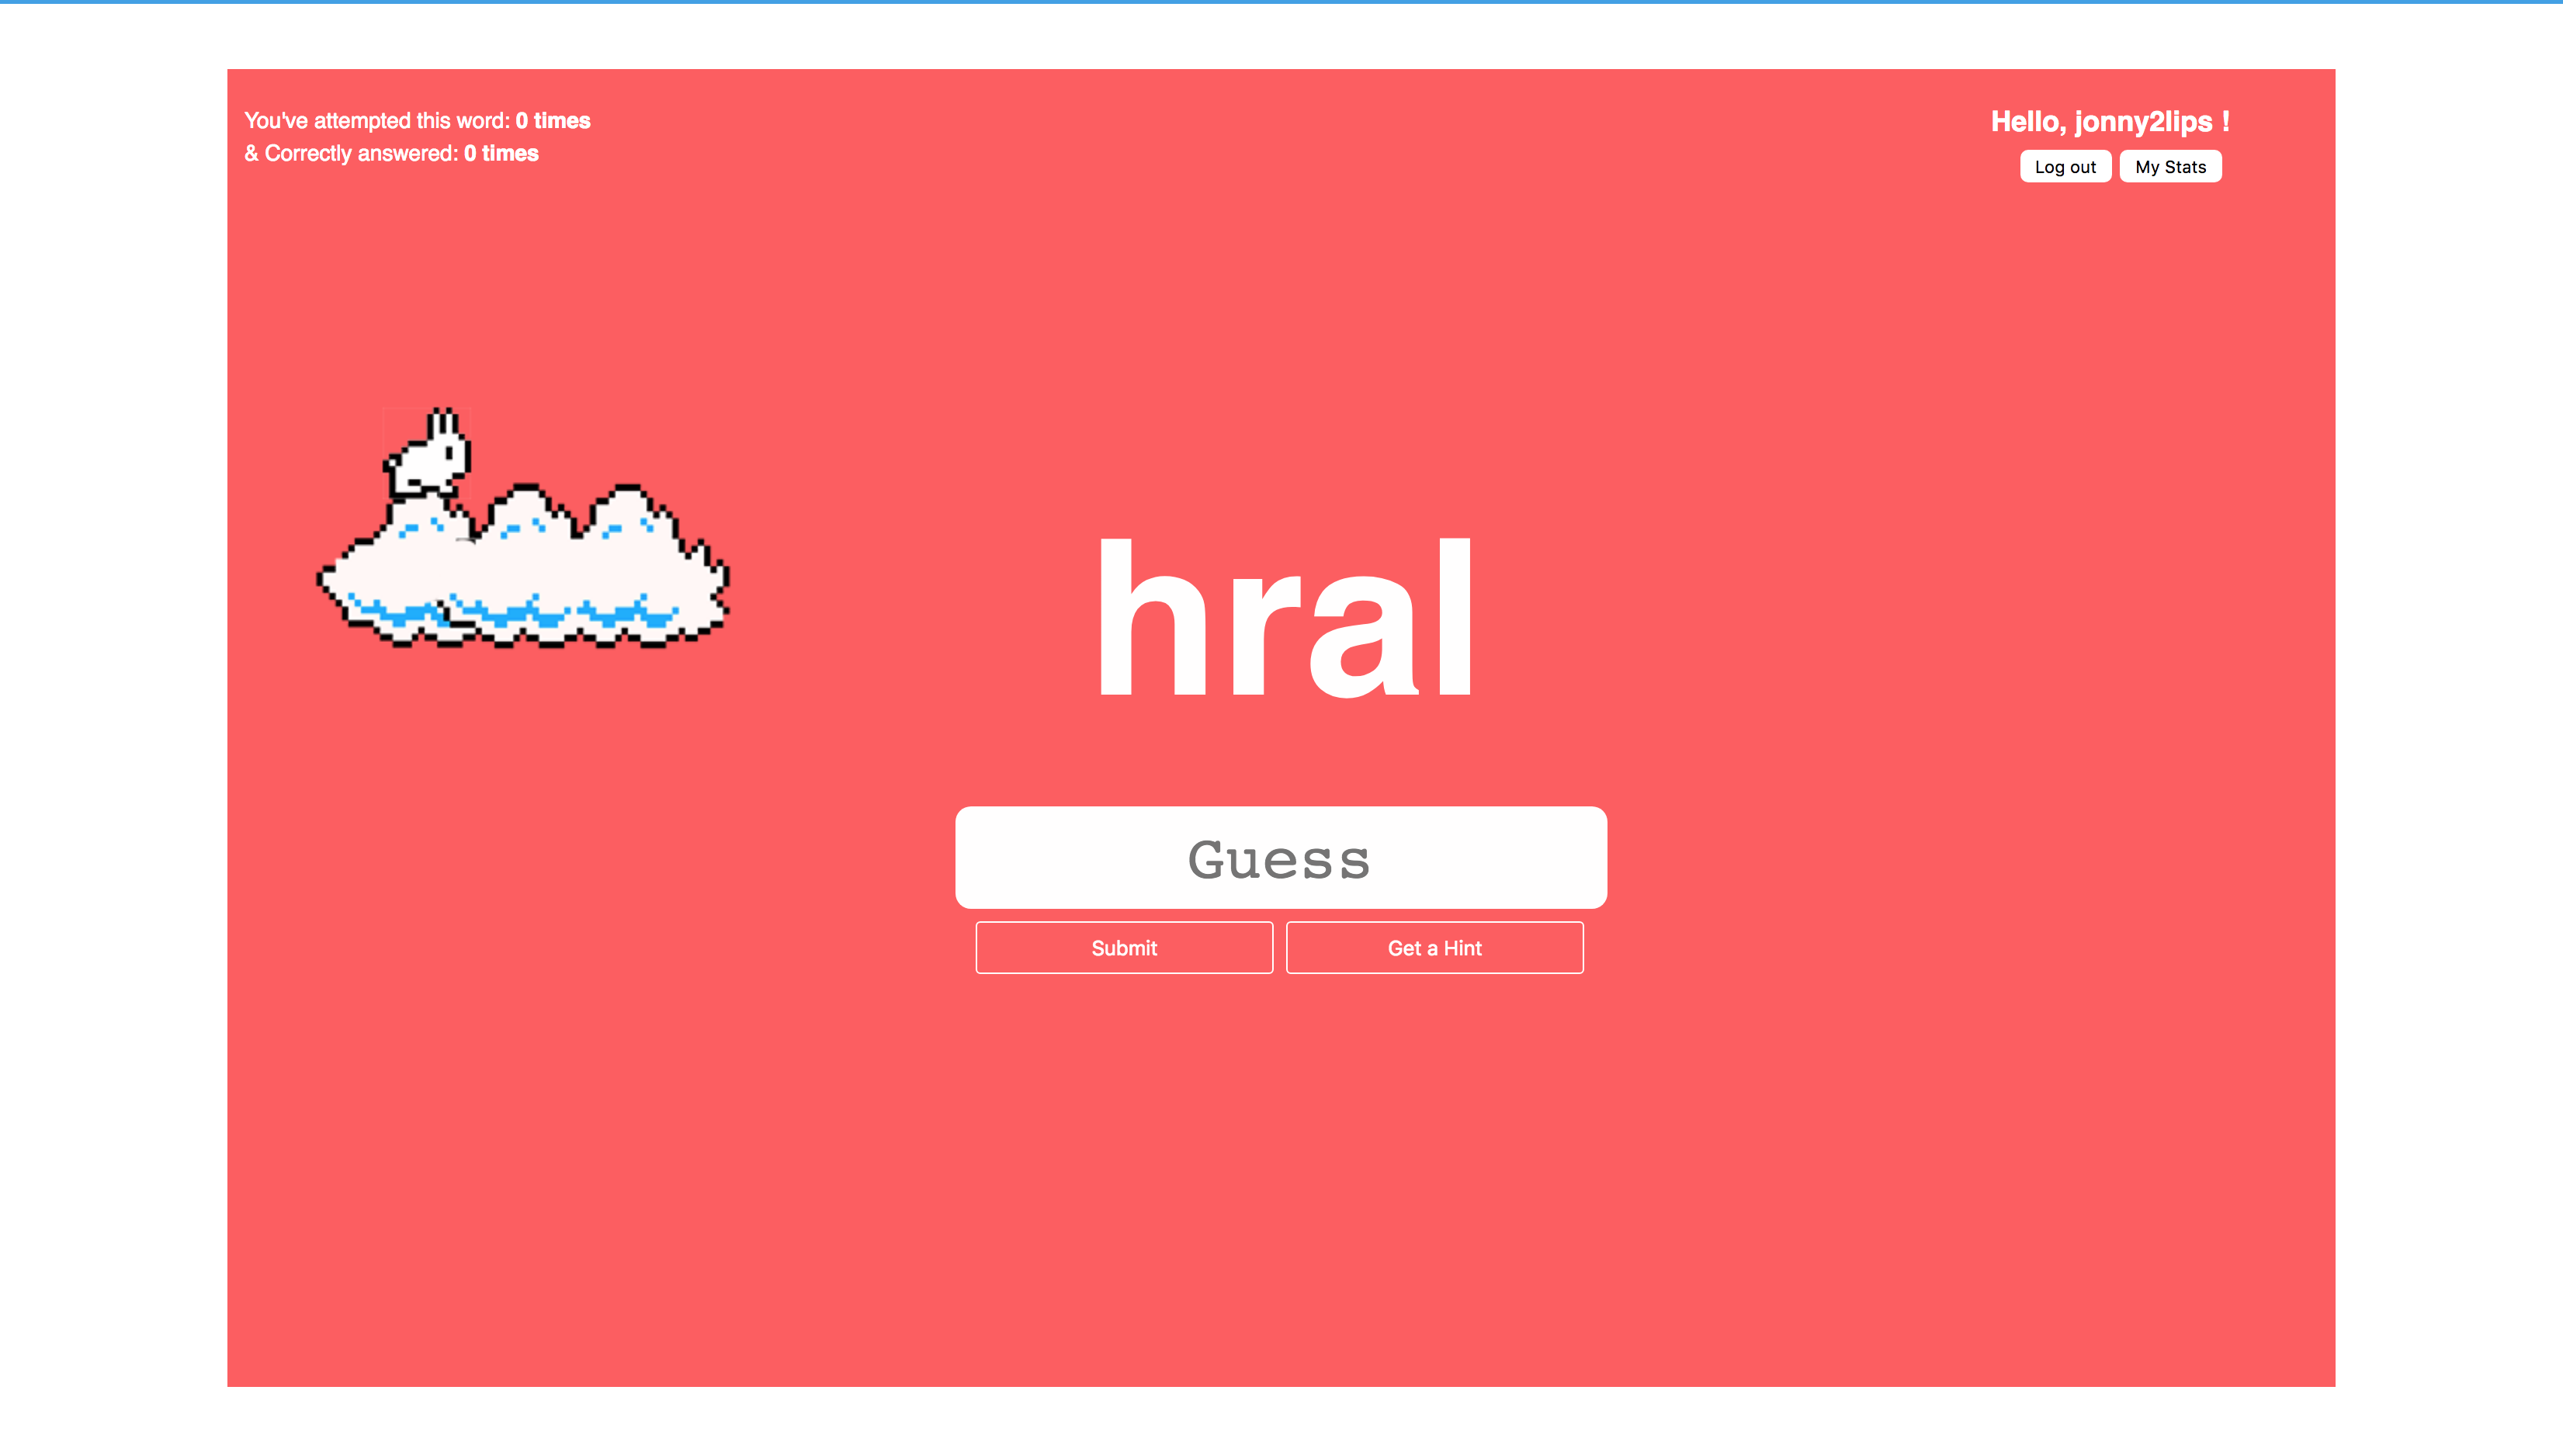 You've attempted this word: 0 times
& Correctly answered: 0 times
Hello, jonny2lips !
Log out My Stats
hral
Guess
Submit Get a Hint